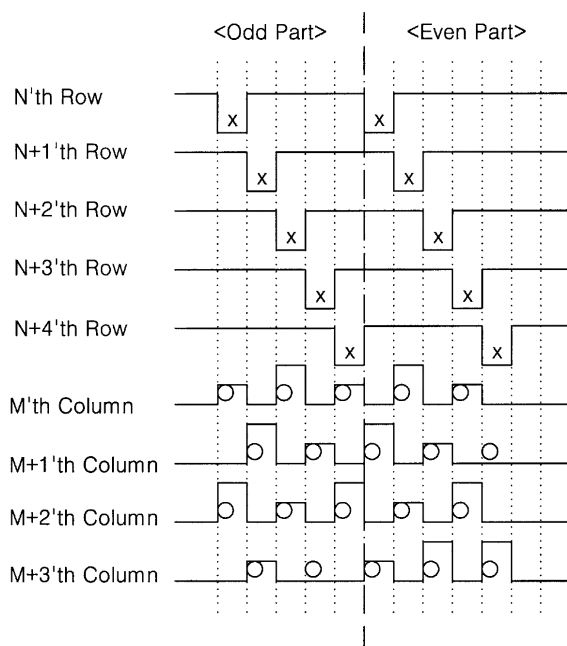 <Odd Part> <Even Part>
N'th Row
x x
N+1'th Row
x x
N+2'th Row
x x
N+3'th Row
x x
N+4'th Row
x x
M'th Column
M+1'th Column
M+2'th Column
M+3'th Column